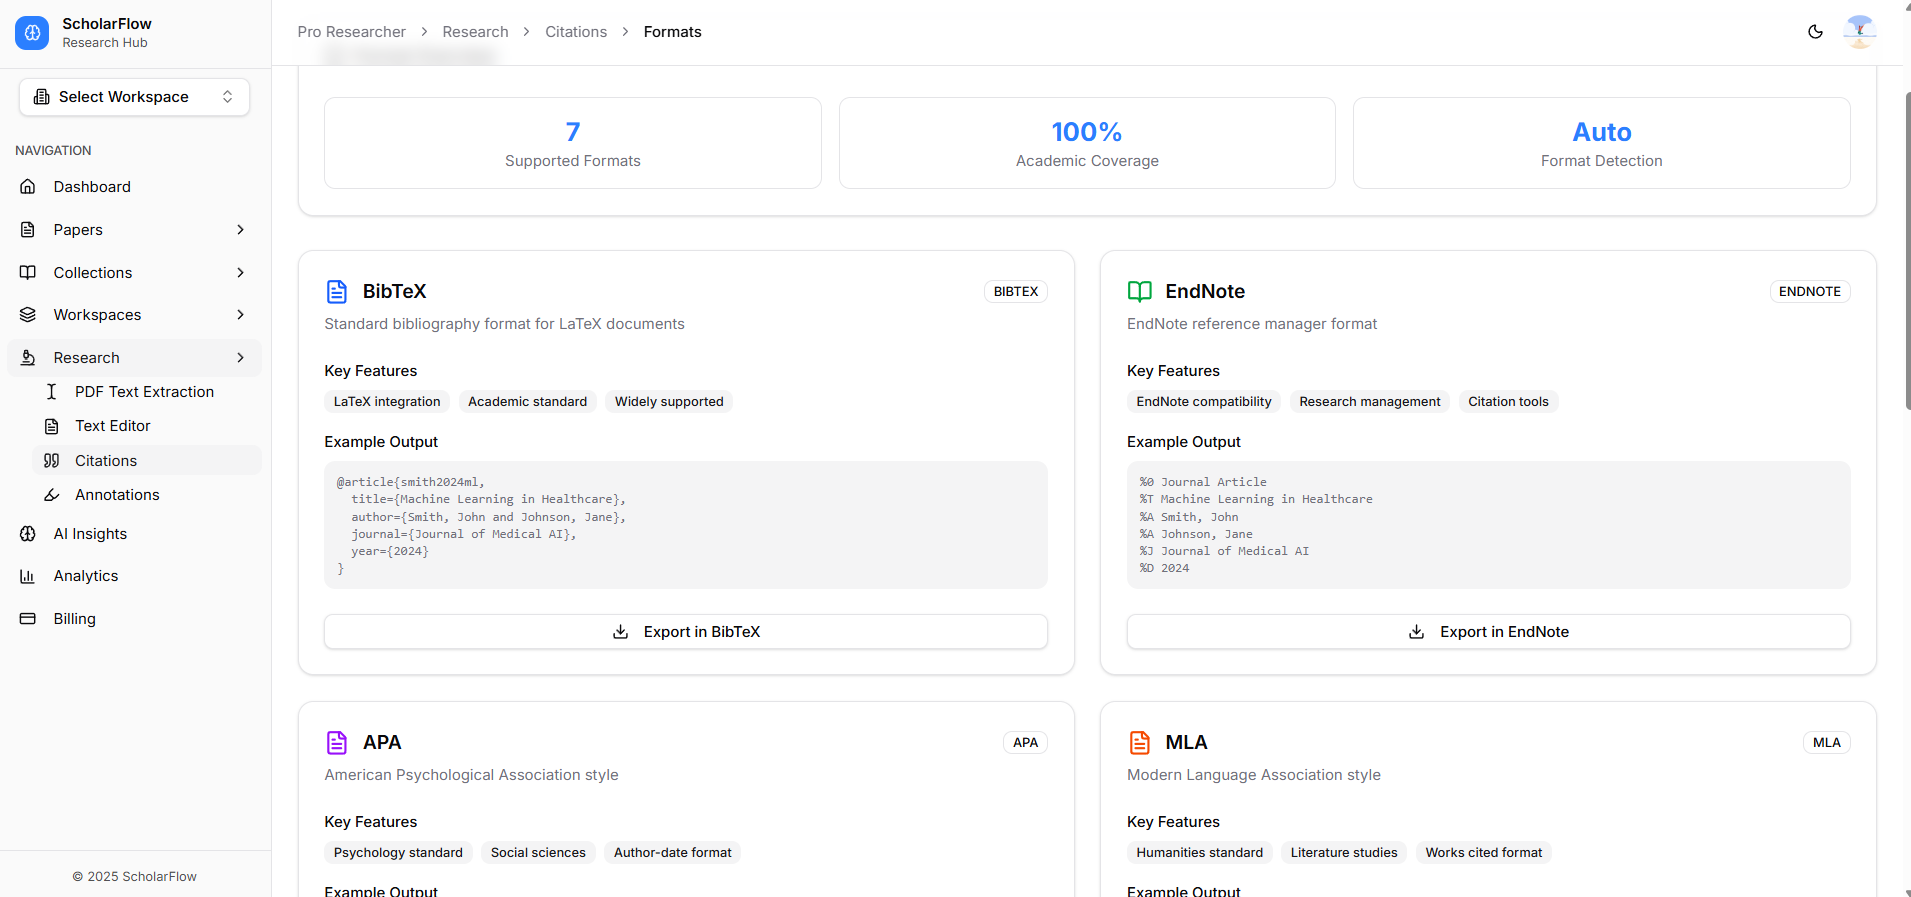 ScholarFlow
Research Hub
Select Workspace
NAVIGATION
Dashboard
Papers
Collections
Workspaces
Research
PDF Text Extraction
Text Editor
Citations
Annotations
AI Insights
Analytics
Billing
© 2025 ScholarFlow
Pro Researcher > Research > Citations > Formats
7
Supported Formats
100%
Academic Coverage
Auto
Format Detection
BibTeX
BIBTEX
Standard bibliography format for LaTeX documents
Key Features
LaTeX integration Academic standard Widely supported
Example Output
@article{smith2024ml,
  title={Machine Learning in Healthcare},
  author={Smith, John and Johnson, Jane},
  journal={Journal of Medical AI},
  year={2024}
}
Export in BibTeX
EndNote
ENDNOTE
EndNote reference manager format
Key Features
EndNote compatibility Research management Citation tools
Example Output
%0 Journal Article
%T Machine Learning in Healthcare
%A Smith, John
%A Johnson, Jane
%J Journal of Medical AI
%D 2024
Export in EndNote
APA
APA
American Psychological Association style
Key Features
Psychology standard Social sciences Author-date format
Example Output
MLA
MLA
Modern Language Association style
Key Features
Humanities standard Literature studies Works cited format
Example Output